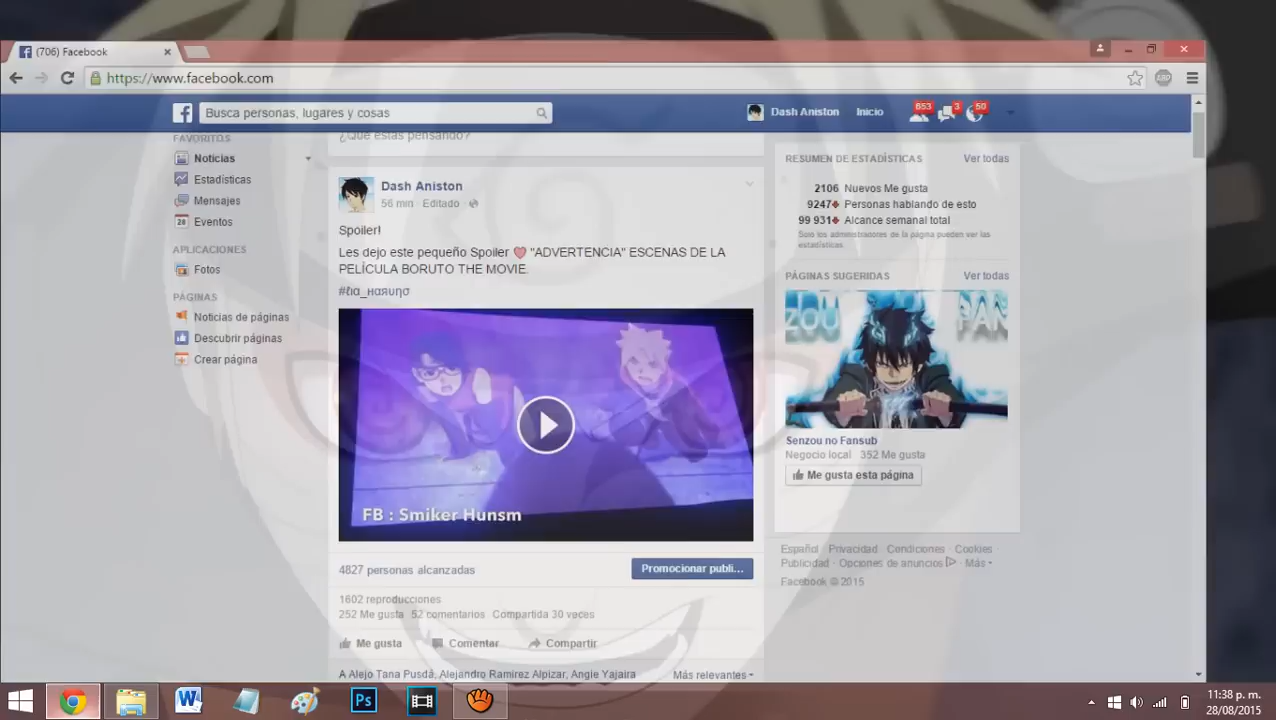 (706) Facebook
https://www.facebook.com
ABP
Busca personas, lugares y cosas
Dash Aniston
Inicio
653
3
50
FAVORITOS
Noticias
Estadísticas
Mensajes
28 Eventos
APLICACIONES
Fotos
PÁGINAS
Noticias de páginas
Descubrir páginas
Crear página
¿Qué estás pensando?
Dash Aniston
56 min · Editado ·
Spoiler!
Les dejo este pequeño Spoiler "ADVERTENCIA" ESCENAS DE LA
PELÍCULA BORUTO THE MOVIE.
FB : Smiker Hunsm
4827 personas alcanzadas
Promocionar publi...
1602 reproducciones
252 Me gusta 52 comentarios Compartida 30 veces
Me gusta
Comentar
Compartir
A Alejo Tana Pusdá, Alejandro Ramirez Alpizar, Angie Yajaira
Más relevantes
RESUMEN DE ESTADÍSTICAS
Ver todas
2106 Nuevos Me gusta
9247 Personas hablando de esto
99 931 Alcance semanal total
Solo los administradores de la página pueden ver las
estadísticas.
PÁGINAS SUGERIDAS
Ver todas
ZOU
FAN
Senzou no Fansub
Negocio local 352 Me gusta
Me gusta esta página
Español · Privacidad · Condiciones · Cookies ·
Publicidad · Opciones de anuncios · Más
Facebook © 2015
W
Ps
11:38 p. m.
28/08/2015